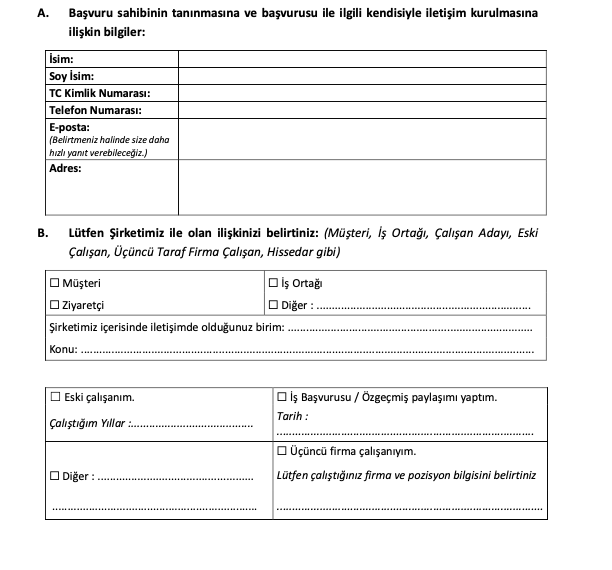 A. Başvuru sahibinin tanınmasına ve başvurusu ile ilgili kendisiyle iletişim kurulmasına
ilişkin bilgiler:
İsim:
Soy İsim:
TC Kimlik Numarası:
Telefon Numarası:
E-posta:
(Belirtmeniz halinde size daha
hızlı yanıt verebileceğiz.)
Adres:
B. Lütfen Şirketimiz ile olan ilişkinizi belirtiniz: (Müşteri, İş Ortağı, Çalışan Adayı, Eski
Çalışan, Üçüncü Taraf Firma Çalışan, Hissedar gibi)
☐ Müşteri
☐ İş Ortağı
☐ Ziyaretçi
☐ Diğer : ........................................................................
Şirketimiz içerisinde iletişimde olduğunuz birim: ..................................................................................
Konu: ........................................................................................................................................................
☐ Eski çalışanım.
☐ İş Başvurusu / Özgeçmiş paylaşımı yaptım.
Çalıştığım Yıllar :.........................................
Tarih :
......................................................................................
☐ Üçüncü firma çalışanıyım.
☐ Diğer : ....................................................
Lütfen çalıştığınız firma ve pozisyon bilgisini belirtiniz
.....................................................................
.........................................................................................